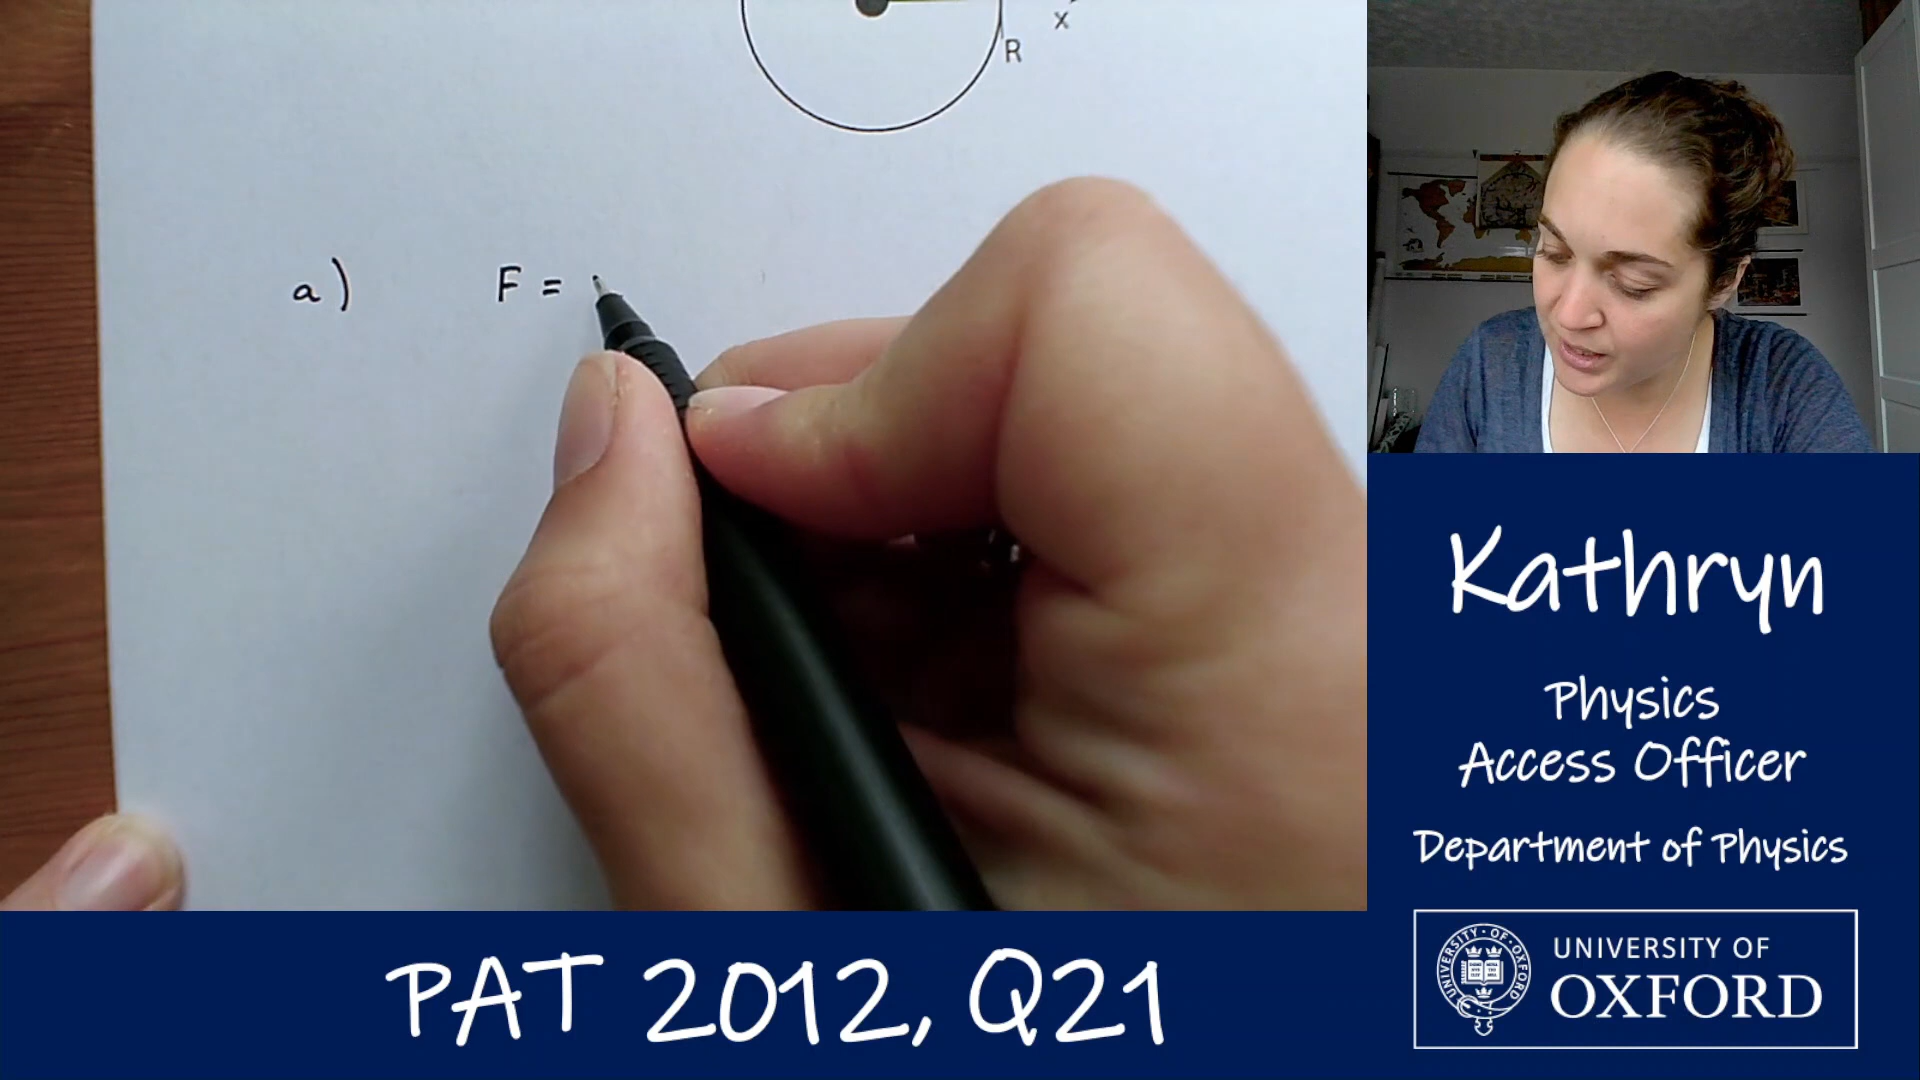 x
R
a) F =
Kathryn
Physics
Access Officer
Department of Physics
PAT 2012, Q21
UNIVERSITY OF
OXFORD